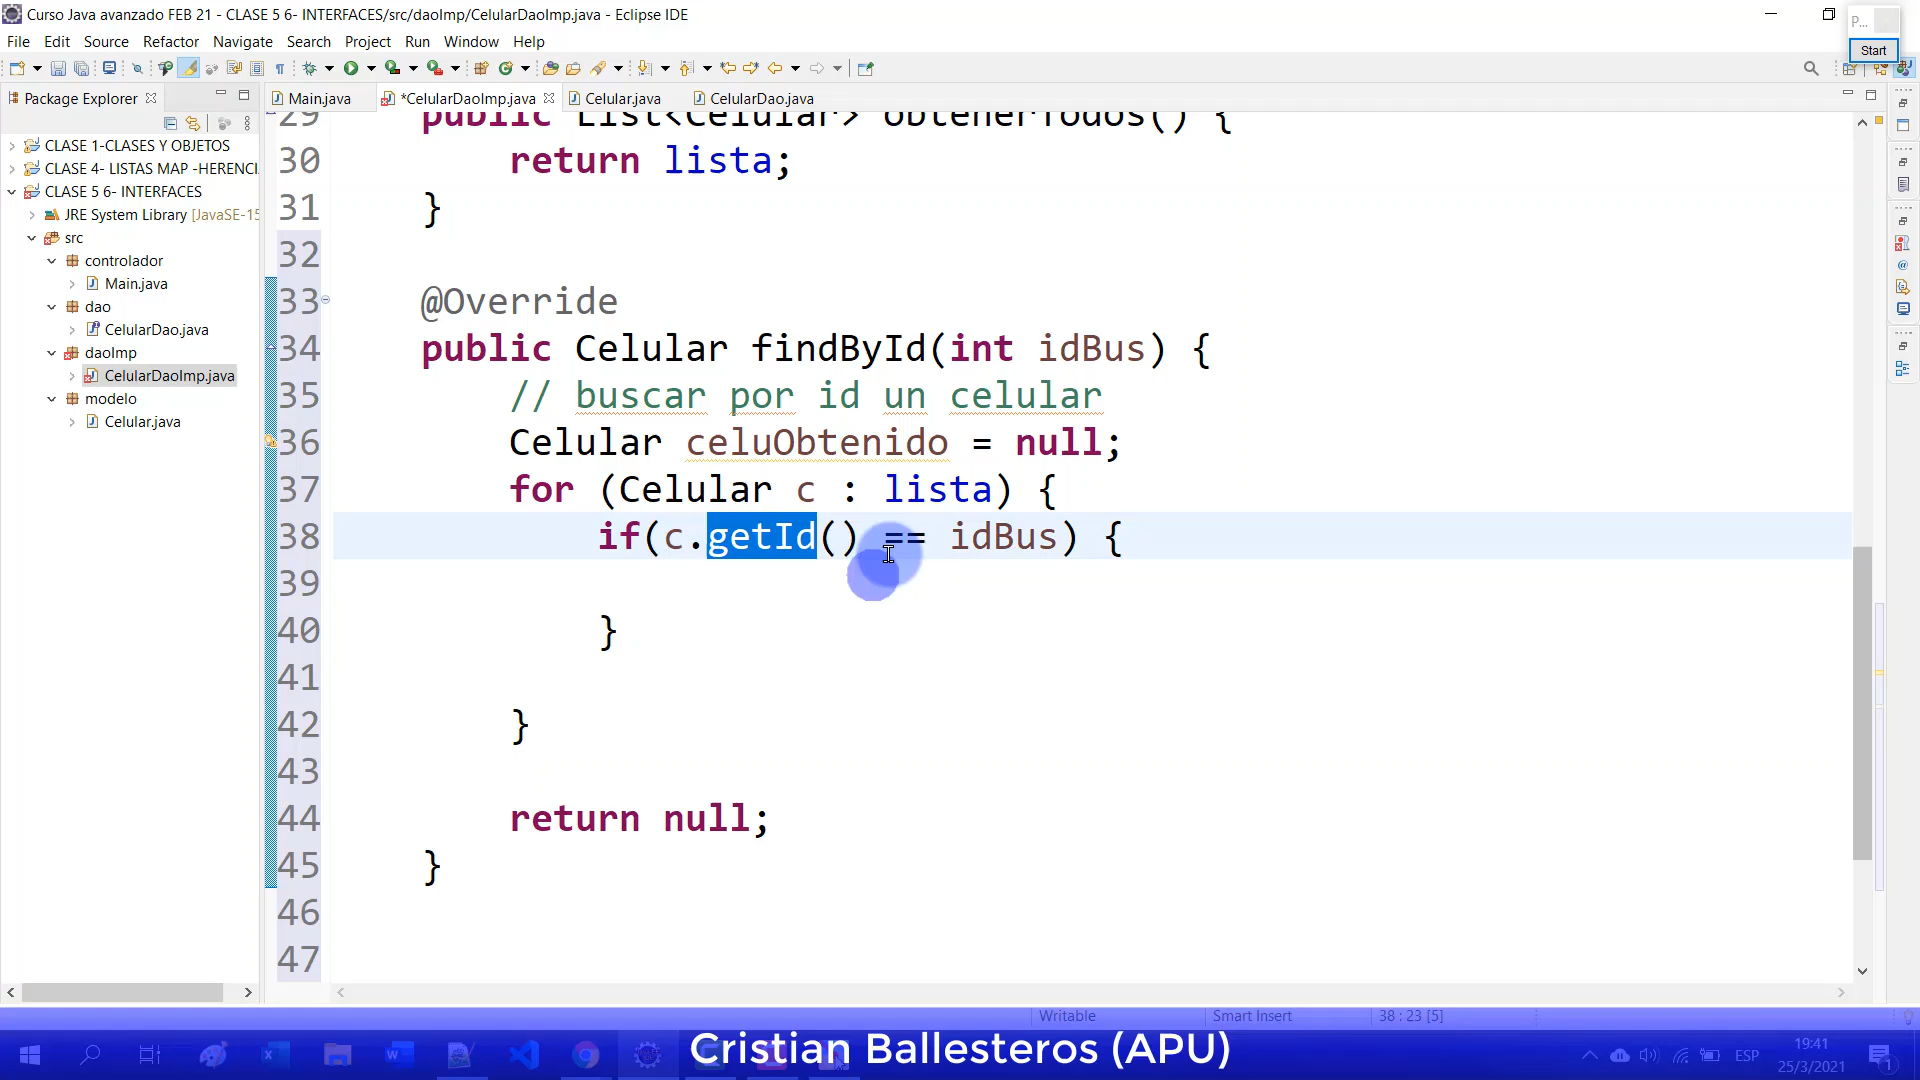 Curso Java avanzado FEB 21 - CLASE 5 6- INTERFACES/src/daoImp/CelularDaoImp.java - Eclipse IDE
P...
Start
File Edit Source Refactor Navigate Search Project Run Window Help
Package Explorer
Main.java
*CelularDaoImp.java
Celular.java
CelularDao.java
CLASE 1-CLASES Y OBJETOS
CLASE 4- LISTAS MAP -HERENCI
CLASE 5 6- INTERFACES
JRE System Library [JavaSE-15
src
controlador
Main.java
dao
CelularDao.java
daoImp
CelularDaoImp.java
modelo
Celular.java
29 public List<Celular> obtenerTodos() {
30 return lista;
31 }
32
33 @Override
34 public Celular findById(int idBus) {
35 // buscar por id un celular
36 Celular celuObtenido = null;
37 for (Celular c : lista) {
38 if(c.getId() == idBus) {
39
40 }
41
42 }
43
44 return null;
45 }
46
47
Writable Smart Insert 38 : 23 [5]
Cristian Ballesteros (APU)
ESP
19:41
25/3/2021
1